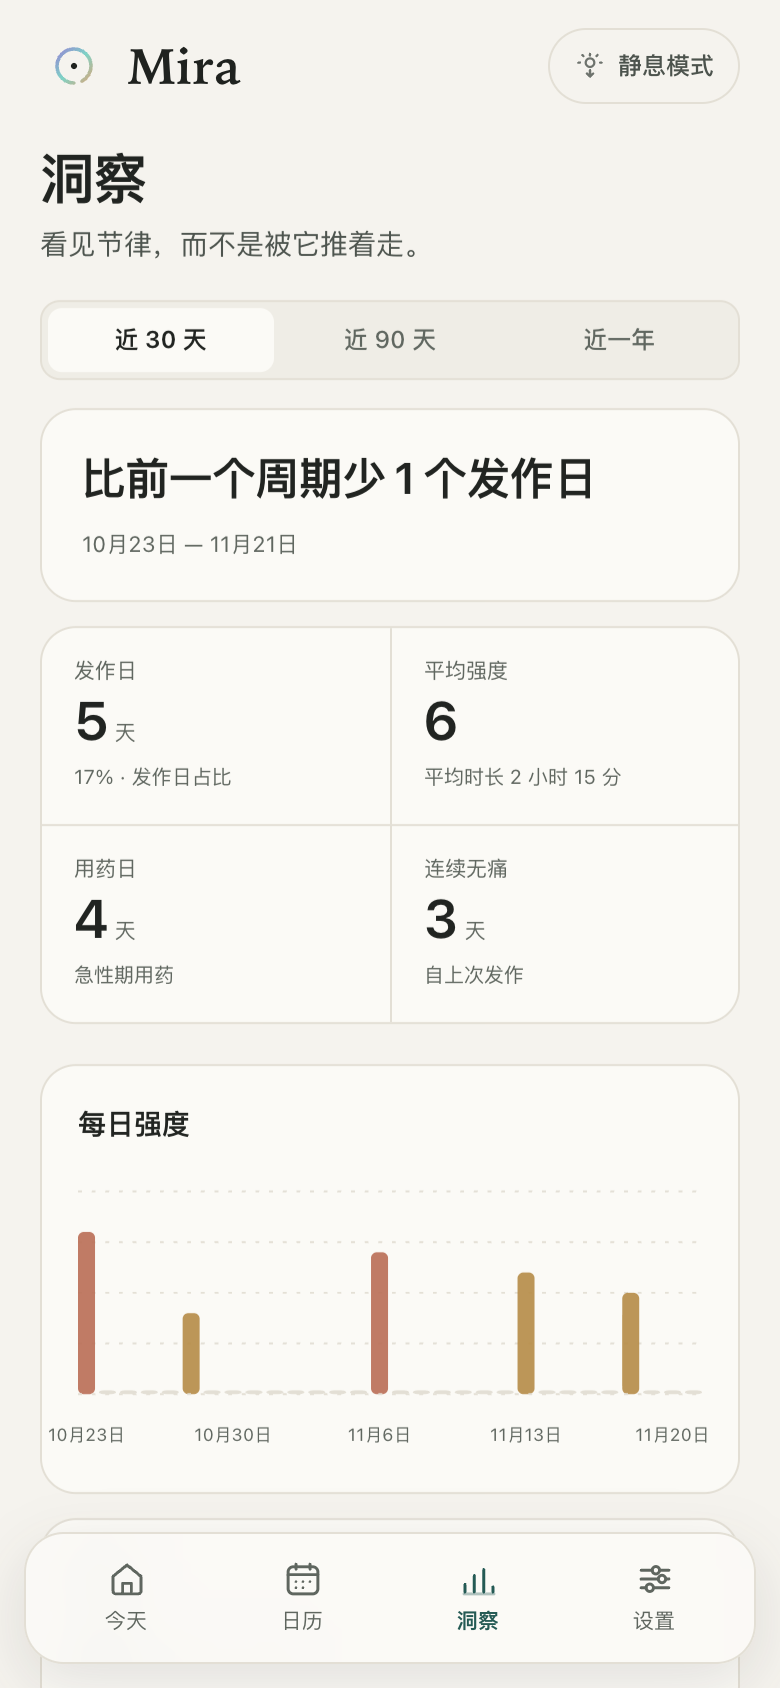 Mira
静息模式
洞察
看见节律，而不是被它推着走。
近 30 天
近 90 天
近一年
比前一个周期少 1 个发作日
10月23日 — 11月21日
发作日
5 天
17% · 发作日占比
平均强度
6
平均时长 2 小时 15 分
用药日
4 天
急性期用药
连续无痛
3 天
自上次发作
每日强度
10月23日
10月30日
11月6日
11月13日
11月20日
今天
日历
洞察
设置